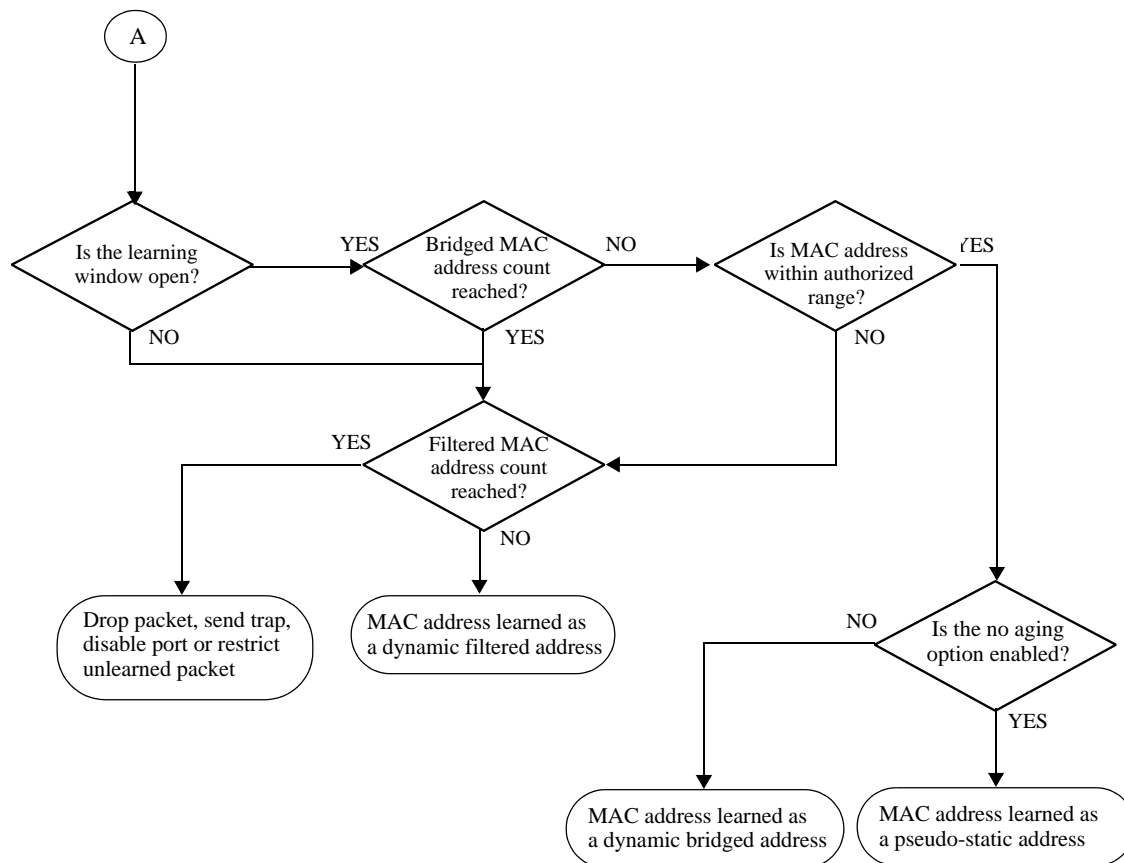 A
Is the learning
window open?
YES
Bridged MAC
address count
reached?
NO
Is MAC address
within authorized
range?
YES
NO
YES
NO
YES
Filtered MAC
address count
reached?
NO
Drop packet, send trap,
disable port or restrict
unlearned packet
MAC address learned as
a dynamic filtered address
NO
Is the no aging
option enabled?
YES
MAC address learned as
a dynamic bridged address
MAC address learned as
a pseudo-static address